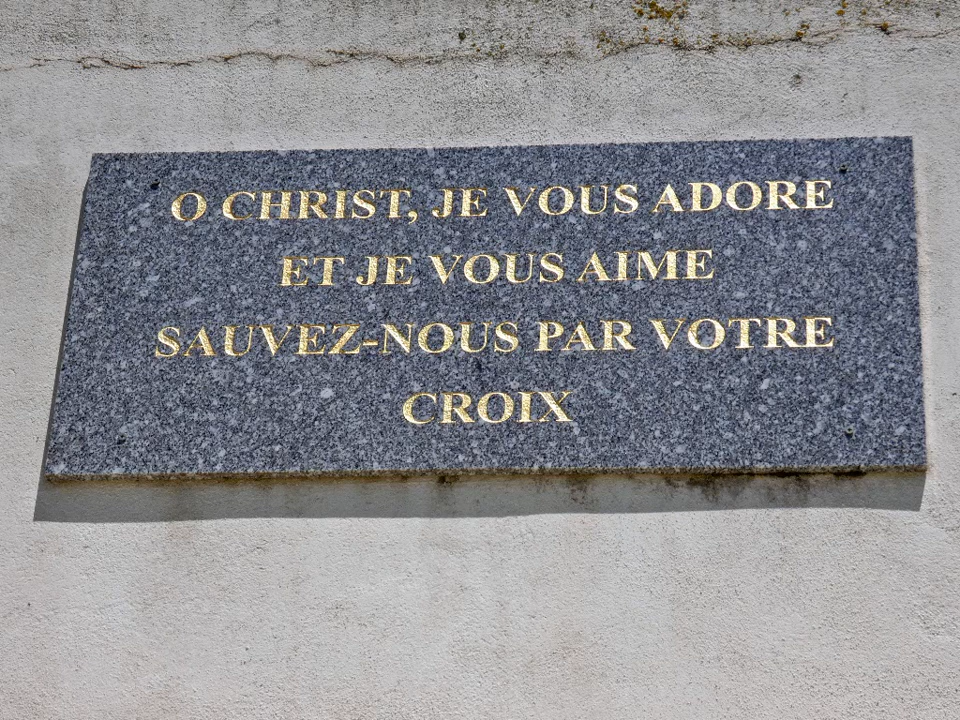 O CHRIST, JE VOUS ADORE
ET JE VOUS AIME
SAUVEZ-NOUS PAR VOTRE
CROIX